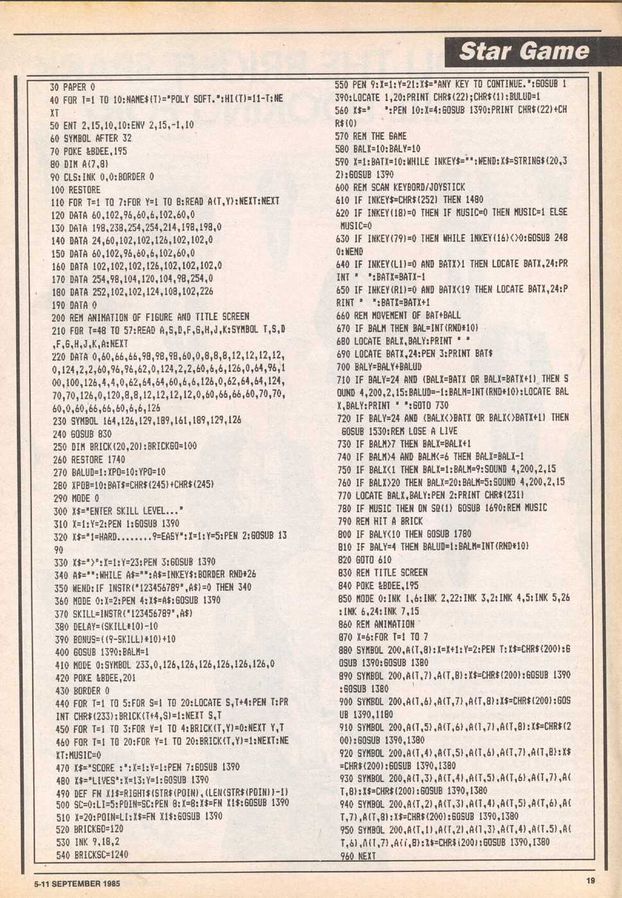 Star Game
30 PAPER 0
40 FOR T=1 TO 10:NAME$(T)="POLY SOFT.":HI(T)=11-T:NE
XT
50 ENT 2,15,10,10:ENV 2,15,-1,10
60 SYMBOL AFTER 32
70 POKE &BDEE,195
80 DIM A(7,8)
90 CLS:INK 0,0:BORDER 0
100 RESTORE
110 FOR T=1 TO 7:FOR Y=1 TO 8:READ A(T,Y):NEXT:NEXT
120 DATA 60,102,96,60,6,102,60,0
130 DATA 198,238,254,254,214,198,198,0
140 DATA 24,60,102,102,126,102,102,0
150 DATA 60,102,96,60,6,102,60,0
160 DATA 102,102,102,126,102,102,102,0
170 DATA 254,98,104,120,104,98,254,0
180 DATA 252,102,102,124,108,102,226
190 DATA 0
200 REM ANIMATION OF FIGURE AND TITLE SCREEN
210 FOR T=48 TO 57:READ A,S,D,F,G,H,J,K:SYMBOL T,S,D
,F,G,H,J,K,A:NEXT
220 DATA 0,60,66,66,98,98,98,60,0,8,8,8,12,12,12,12,
0,124,2,2,60,96,96,62,0,124,2,2,60,6,6,126,0,64,96,1
00,100,126,4,4,0,62,64,64,60,6,6,126,0,62,64,64,124,
70,70,126,0,120,8,8,12,12,12,12,0,60,66,66,60,70,70,
60,0,60,66,66,60,6,6,126
230 SYMBOL 164,126,129,189,161,189,129,126
240 GOSUB 830
250 DIM BRICK(20,20):BRICKGO=100
260 RESTORE 1740
270 BALUD=1:XPO=10:YPO=10
280 XPOB=10:BAT$=CHR$(245)+CHR$(245)
290 MODE 0
300 X$="ENTER SKILL LEVEL..."
310 X=1:Y=2:PEN 1:GOSUB 1390
320 X$="1=HARD........9=EASY":X=1:Y=5:PEN 2:GOSUB 13
90
330 X$=">":X=1:Y=23:PEN 3:GOSUB 1390
340 A$="":WHILE A$="":A$=INKEY$:BORDER RND*26
350 WEND:IF INSTR("123456789",A$)=0 THEN 340
360 MODE 0:X=2:PEN 4:X$=A$:GOSUB 1390
370 SKILL=INSTR("123456789",A$)
380 DELAY=(SKILL*10)-10
390 BONUS=((9-SKILL)*10)+10
400 GOSUB 1390:BALM=1
410 MODE 0:SYMBOL 233,0,126,126,126,126,126,126,0
420 POKE &BDEE,201
430 BORDER 0
440 FOR T=1 TO 5:FOR S=1 TO 20:LOCATE S,T+4:PEN T:PR
INT CHR$(233):BRICK(T+4,S)=1:NEXT S,T
450 FOR T=1 TO 3:FOR Y=1 TO 4:BRICK(T,Y)=0:NEXT Y,T
460 FOR T=1 TO 20:FOR Y=1 TO 20:BRICK(T,Y)=1:NEXT:NE
XT:MUSIC=0
470 X$="SCORE :":X=1:Y=1:PEN 7:GOSUB 1390
480 X$="LIVES":X=13:Y=1:GOSUB 1390
490 DEF FN X1$=RIGHT$(STR$(POIN),(LEN(STR$(POIN))-1)
500 SC=0:LI=5:POIN=SC:PEN 8:X=8:X$=FN X1$:GOSUB 1390
510 X=20:POIN=LI:X$=FN X1$:GOSUB 1390
520 BRICKGO=120
530 INK 9,18,2
540 BRICKSC=1240
550 PEN 9:X=1:Y=21:X$="ANY KEY TO CONTINUE.":GOSUB 1
390:LOCATE 1,20:PRINT CHR$(22);CHR$(1):BULUD=1
560 X$=" ":PEN 10:X=4:GOSUB 1390:PRINT CHR$(22)+CH
R$(0)
570 REM THE GAME
580 BALX=10:BALY=10
590 X=1:BATX=10:WHILE INKEY$="":WEND:X$=STRING$(20,3
2):GOSUB 1390
600 REM SCAN KEYBORD/JOYSTICK
610 IF INKEY$=CHR$(252) THEN 1480
620 IF INKEY(18)=0 THEN IF MUSIC=0 THEN MUSIC=1 ELSE
MUSIC=0
630 IF INKEY(79)=0 THEN WHILE INKEY(16)<>0:GOSUB 248
0:WEND
640 IF INKEY(L1)=0 AND BATX>1 THEN LOCATE BATX,24:PR
INT " ":BATX=BATX-1
650 IF INKEY(R1)=0 AND BATX<19 THEN LOCATE BATX,24:P
RINT " ":BATX=BATX+1
660 REM MOVEMENT OF BAT+BALL
670 IF BALM THEN BAL=INT(RND*10)
680 LOCATE BALX,BALY:PRINT " "
690 LOCATE BATX,24:PEN 3:PRINT BAT$
700 BALY=BALY+BALUD
710 IF BALY=24 AND (BALX=BATX OR BALX=BATX+1) THEN S
OUND 4,200,2,15:BALUD=-1:BALM=INT(RND*10):LOCATE BAL
X,BALY:PRINT " ":GOTO 730
720 IF BALY=24 AND (BALX<>BATX OR BALX<>BATX+1) THEN
GOSUB 1530:REM LOSE A LIVE
730 IF BALM>7 THEN BALX=BALX+1
740 IF BALM>4 AND BALM<=6 THEN BALX=BALX-1
750 IF BALX<1 THEN BALX=1:BALM=9:SOUND 4,200,2,15
760 IF BALX>20 THEN BALX=20:BALM=5:SOUND 4,200,2,15
770 LOCATE BALX,BALY:PEN 2:PRINT CHR$(231)
780 IF MUSIC THEN ON SQ(1) GOSUB 1690:REM MUSIC
790 REM HIT A BRICK
800 IF BALY<10 THEN GOSUB 1780
810 IF BALY=4 THEN BALUD=1:BALM=INT(RND*10)
820 GOTO 610
830 REM TITLE SCREEN
840 POKE &BDEE,195
850 MODE 0:INK 1,6:INK 2,22:INK 3,2:INK 4,5:INK 5,26
:INK 6,24:INK 7,15
860 REM ANIMATION
870 X=6:FOR T=1 TO 7
880 SYMBOL 200,A(T,8):X=X+1:Y=2:PEN T:X$=CHR$(200):G
OSUB 1390:GOSUB 1380
890 SYMBOL 200,A(T,7),A(T,8):X$=CHR$(200):GOSUB 1390
:GOSUB 1380
900 SYMBOL 200,A(T,6),A(T,7),A(T,8):X$=CHR$(200):GOS
UB 1390,1180
910 SYMBOL 200,A(T,5),A(T,6),A(T,7),A(T,8):X$=CHR$(2
00):GOSUB 1390,1380
920 SYMBOL 200,A(T,4),A(T,5),A(T,6),A(T,7),A(T,8):X$
=CHR$(200):GOSUB 1390,1380
930 SYMBOL 200,A(T,3),A(T,4),A(T,5),A(T,6),A(T,7),A(
T,8):X$=CHR$(200):GOSUB 1390,1380
940 SYMBOL 200,A(T,2),A(T,3),A(T,4),A(T,5),A(T,6),A(
T,7),A(T,8):X$=CHR$(200):GOSUB 1390,1380
950 SYMBOL 200,A(T,1),A(T,2),A(T,3),A(T,4),A(T.5),A(
T,6),A(T,7),A(T,8):X$=CHR$(200):GOSUB 1390,1380
960 NEXT
5-11 SEPTEMBER 1985
19